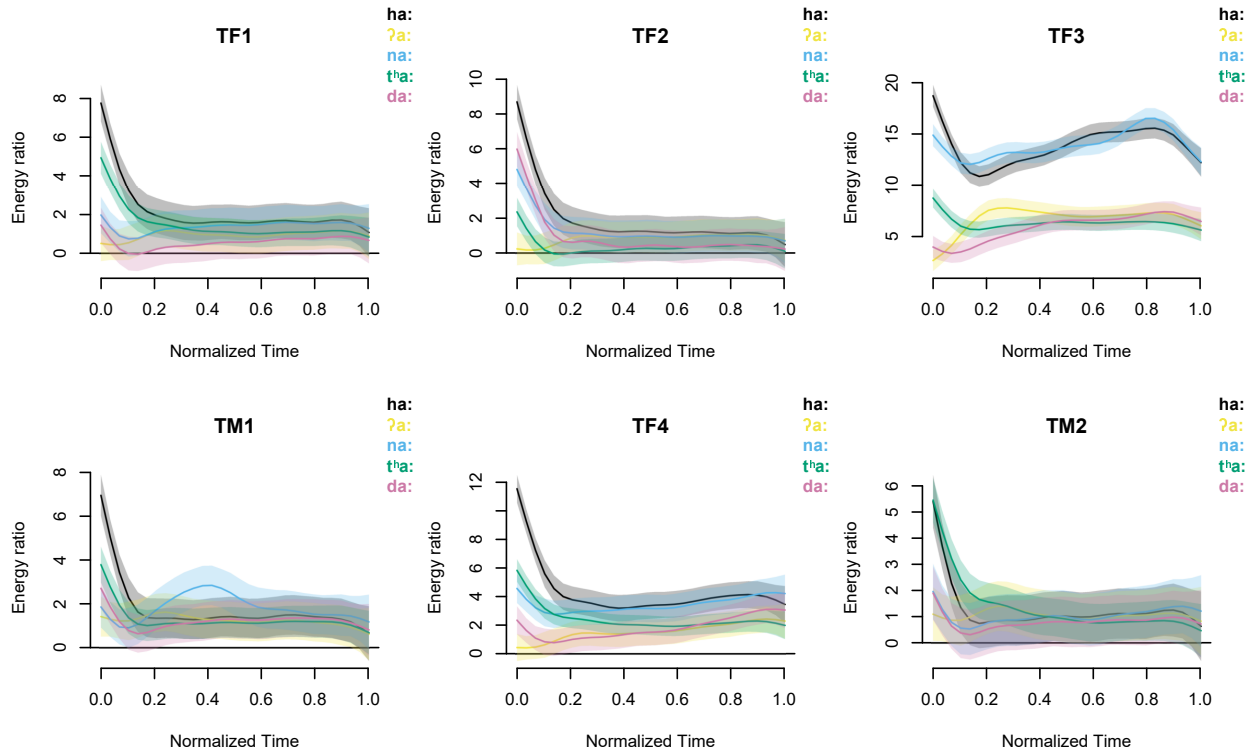 TF1
ha:
ʔa:
na:
tʰa:
da:
Energy ratio
8
6
4
2
0
0.0 0.2 0.4 0.6 0.8 1.0
Normalized Time
TF2
ha:
ʔa:
na:
tʰa:
da:
Energy ratio
10
8
6
4
2
0
0.0 0.2 0.4 0.6 0.8 1.0
Normalized Time
TF3
ha:
ʔa:
na:
tʰa:
da:
Energy ratio
20
15
10
5
0.0 0.2 0.4 0.6 0.8 1.0
Normalized Time
TM1
ha:
ʔa:
na:
tʰa:
da:
Energy ratio
8
6
4
2
0
0.0 0.2 0.4 0.6 0.8 1.0
Normalized Time
TF4
ha:
ʔa:
na:
tʰa:
da:
Energy ratio
12
10
8
6
4
2
0
0.0 0.2 0.4 0.6 0.8 1.0
Normalized Time
TM2
ha:
ʔa:
na:
tʰa:
da:
Energy ratio
6
5
4
3
2
1
0
0.0 0.2 0.4 0.6 0.8 1.0
Normalized Time